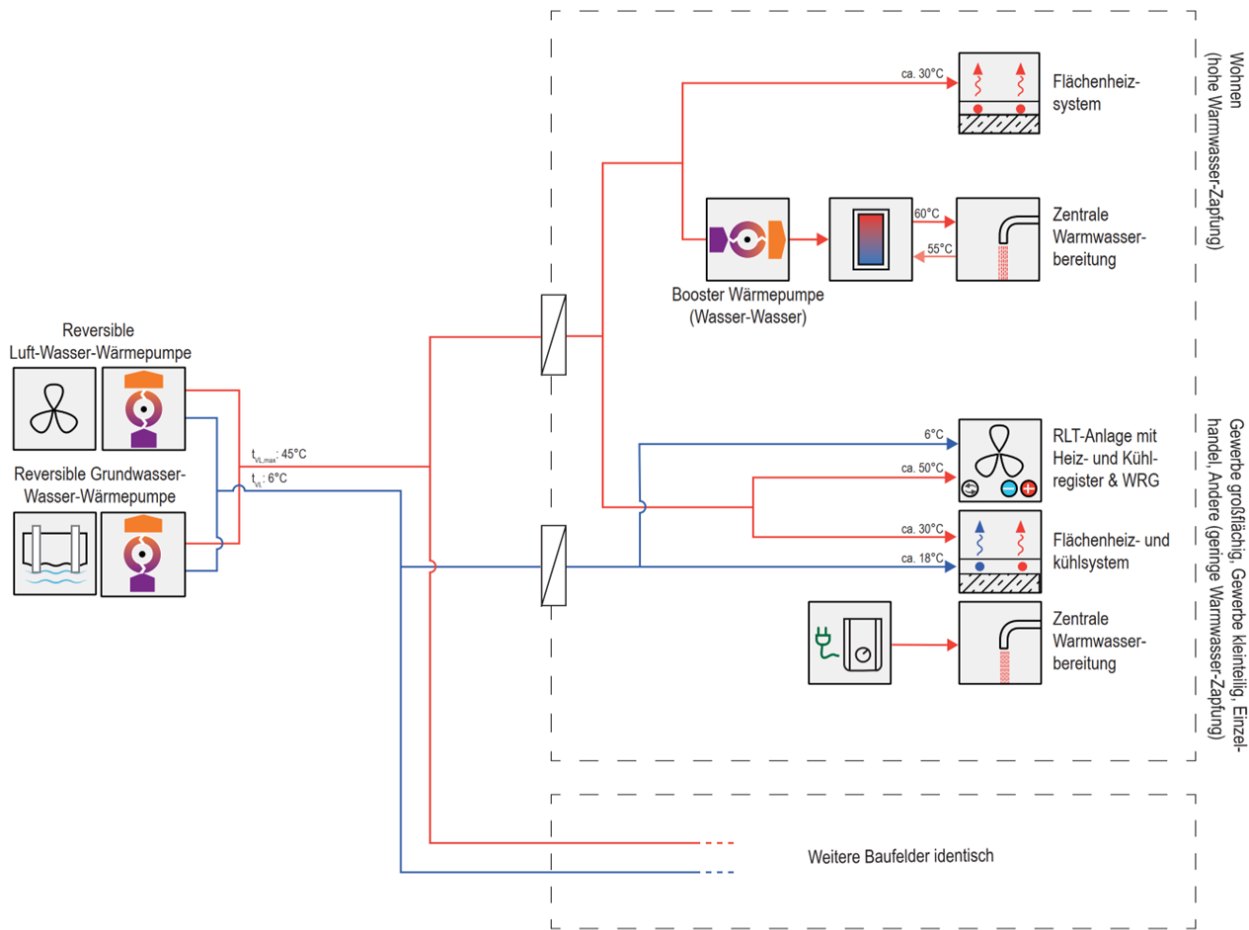 Reversible
Luft-Wasser-Wärmepumpe
Reversible Grundwasser-
Wasser-Wärmepumpe
tVL,max: 45°C
tVL: 6°C
ca. 30°C
Flächenheiz-
system
Booster Wärmepumpe
(Wasser-Wasser)
60°C
55°C
Zentrale
Warmwasser-
bereitung
Wohnen
(hohe Warmwasser-Zapfung)
6°C
ca. 50°C
RLT-Anlage mit
Heiz- und Kühl-
register & WRG
ca. 30°C
ca. 18°C
Flächenheiz- und
kühlsystem
Zentrale
Warmwasser-
bereitung
Gewerbe großflächig, Gewerbe kleinteilig, Einzel-
handel, Andere (geringe Warmwasser-Zapfung)
Weitere Baufelder identisch